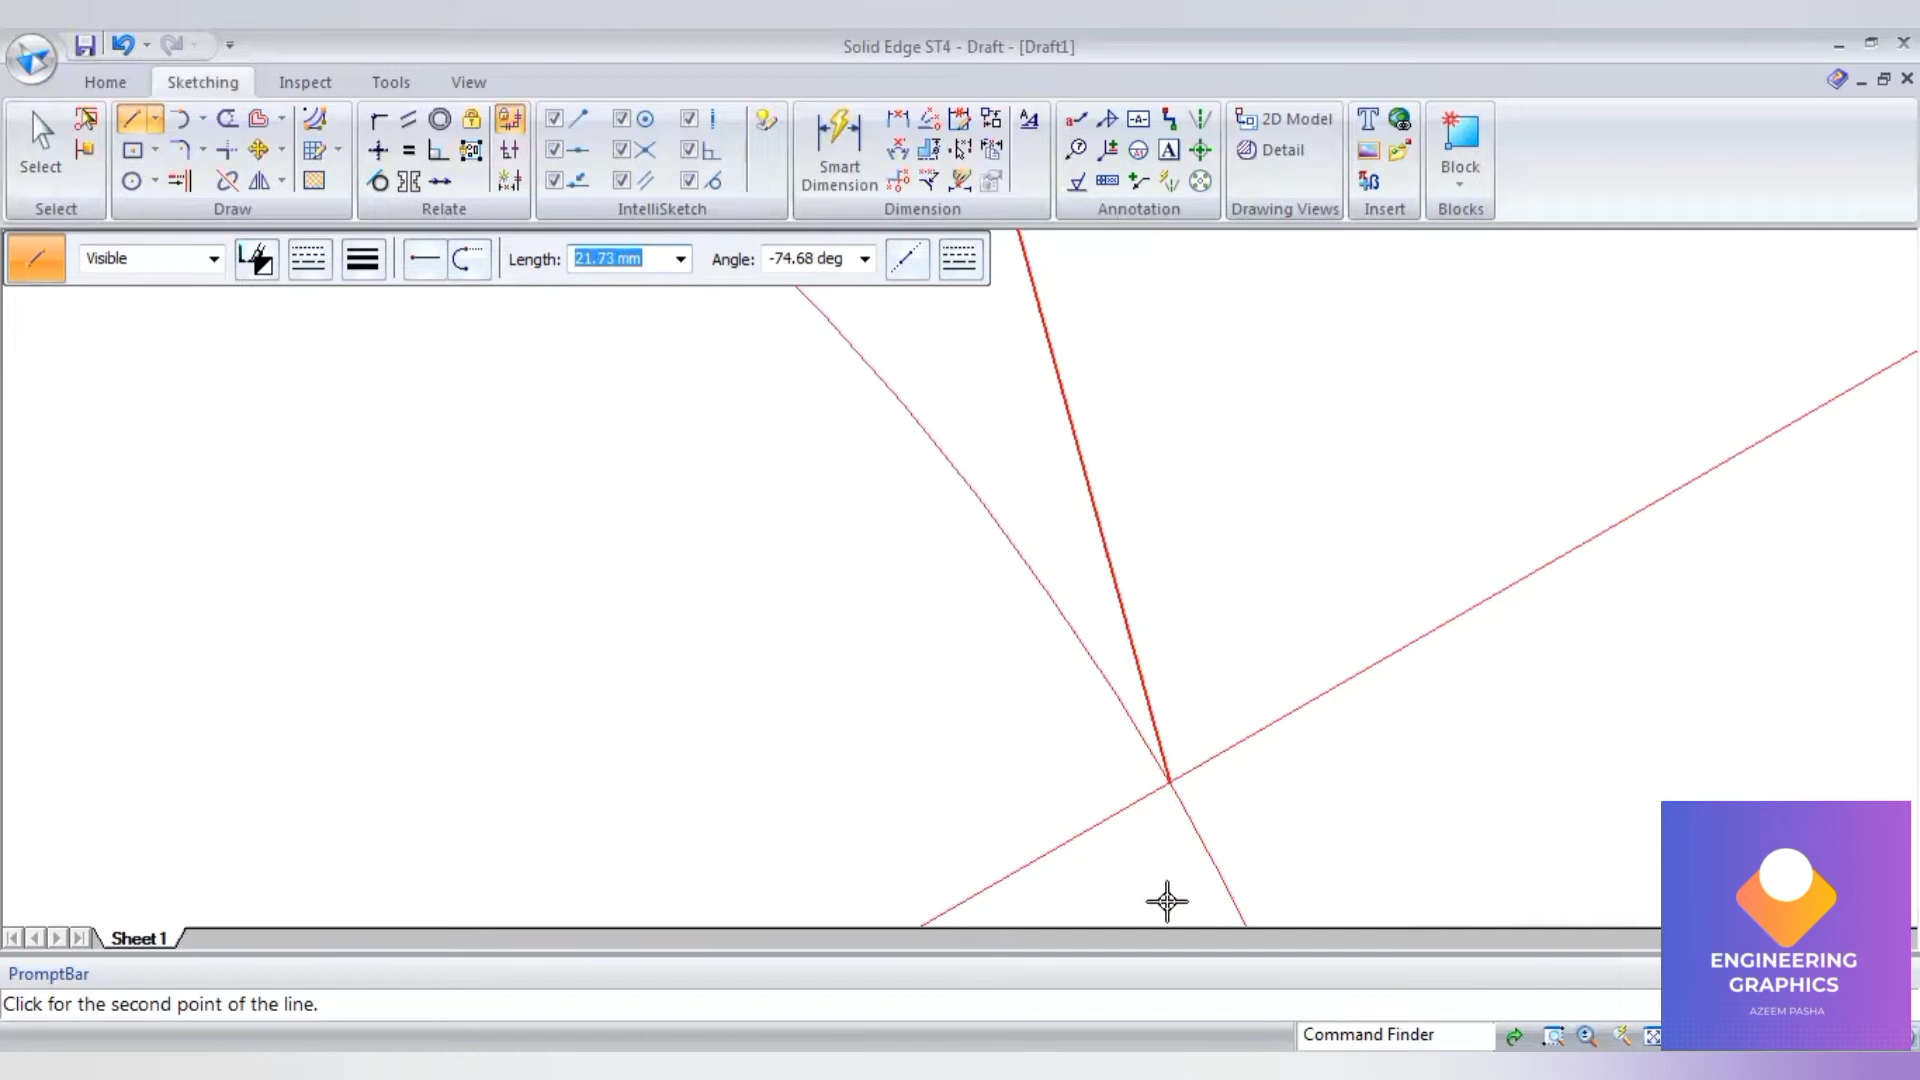 Solid Edge ST4 - Draft - [Draft1]
Home Sketching Inspect Tools View
Select
Smart
Dimension
2D Model
Detail
Block
Select Draw Relate IntelliSketch Dimension Annotation Drawing Views Insert Blocks
Visible Length: 21.73 mm Angle: -74.68 deg
Sheet1
PromptBar
Click for the second point of the line.
Command Finder
ENGINEERING
GRAPHICS
AZEEM PASHA